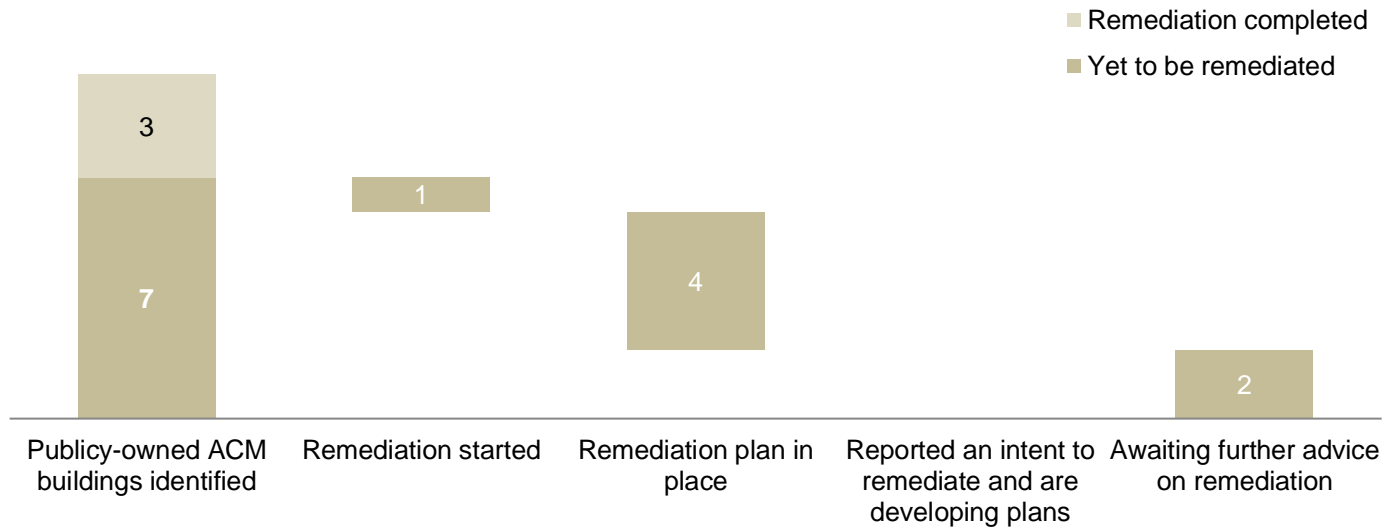 Remediation completed
Yet to be remediated
3
7
1
4
2
Publicy-owned ACM
buildings identified
Remediation started
Remediation plan in
place
Reported an intent to
remediate and are
developing plans
Awaiting further advice
on remediation